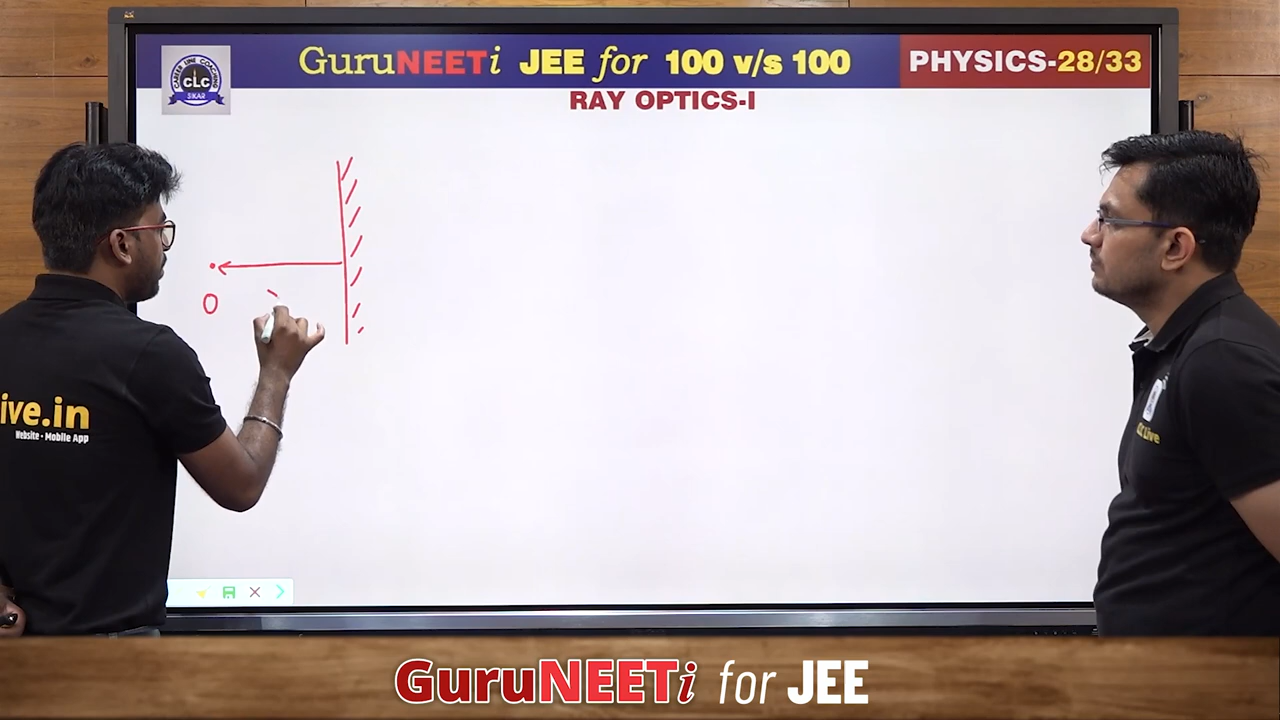 GuruNEETi JEE for 100 v/s 100
PHYSICS-28/33
RAY OPTICS-I
CAREER LINE COACHING
CLC
SIKAR
O
ive.in
Website • Mobile App
GuruNEETi for JEE